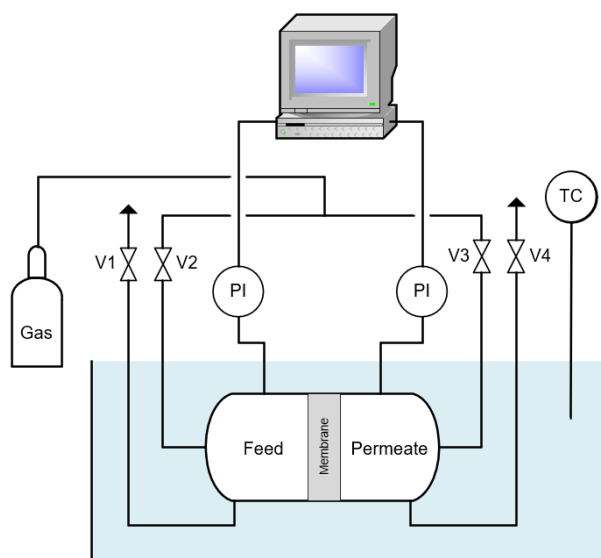 TC
V1
V2
V3
V4
PI
PI
Gas
Feed
Membrane
Permeate